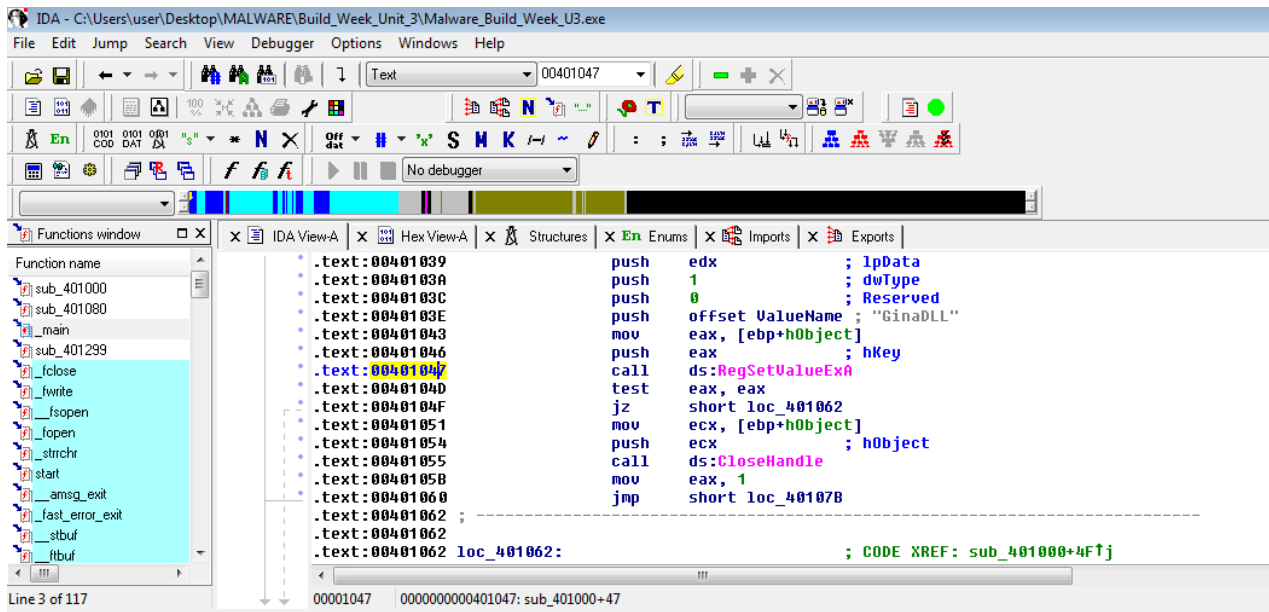 IDA - C:\Users\user\Desktop\MALWARE\Build_Week_Unit_3\Malware_Build_Week_U3.exe
File Edit Jump Search View Debugger Options Windows Help
Text 00401047
En "s" N Off # 'x' S M K : ;
No debugger
Functions window
IDA View-A Hex View-A Structures En Enums Imports Exports
Function name
sub_401000
sub_401080
_main
sub_401299
_fclose
_fwrite
__fsopen
_fopen
_strrchr
start
__amsg_exit
_fast_error_exit
__stbuf
__ftbuf
Line 3 of 117
.text:00401039 push edx ; lpData
.text:0040103A push 1 ; dwType
.text:0040103C push 0 ; Reserved
.text:0040103E push offset ValueName ; "GinaDLL"
.text:00401043 mov eax, [ebp+hObject]
.text:00401046 push eax ; hKey
.text:00401047 call ds:RegSetValueExA
.text:0040104D test eax, eax
.text:0040104F jz short loc_401062
.text:00401051 mov ecx, [ebp+hObject]
.text:00401054 push ecx ; hObject
.text:00401055 call ds:CloseHandle
.text:0040105B mov eax, 1
.text:00401060 jmp short loc_40107B
.text:00401062 ; ---------------------------------------------------------------------------
.text:00401062
.text:00401062 loc_401062: ; CODE XREF: sub_401000+4F↑j
00001047 0000000000401047: sub_401000+47